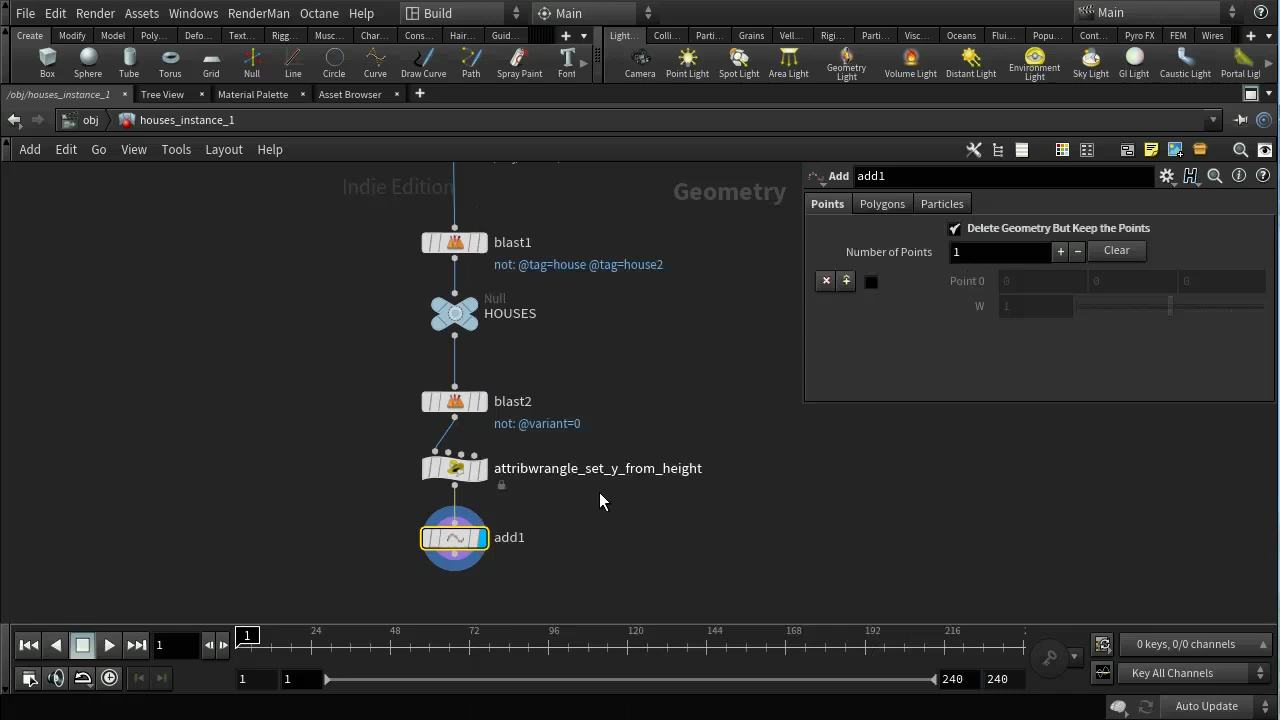 File Edit Render Assets Windows RenderMan Octane Help Build Main Main
Create Modify Model Poly... Defo... Text... Rigg... Musc... Char... Cons... Hair... Guid... Light... Colli... Parti... Grains Vell... Rigi... Parti... Visc... Oceans Flui... Popu... Cont... Pyro FX FEM Wires
Box Sphere Tube Torus Grid Null Line Circle Curve Draw Curve Path Spray Paint Font Camera Point Light Spot Light Area Light Geometry Light Volume Light Distant Light Environment Light Sky Light GI Light Caustic Light Portal Ligl
/obj/houses_instance_1 Tree View Material Palette Asset Browser
obj houses_instance_1
Add Edit Go View Tools Layout Help
Indie Edition Geometry
Add add1
Points Polygons Particles
Delete Geometry But Keep the Points
Number of Points 1 + − Clear
Point 0 0 0 0
W 1
blast1
not: @tag=house @tag=house2
Null
HOUSES
blast2
not: @variant=0
attribwrangle_set_y_from_height
add1
1 1 24 48 72 96 120 144 168 192 216
0 keys, 0/0 channels
1 1 240 240 Key All Channels
Auto Update